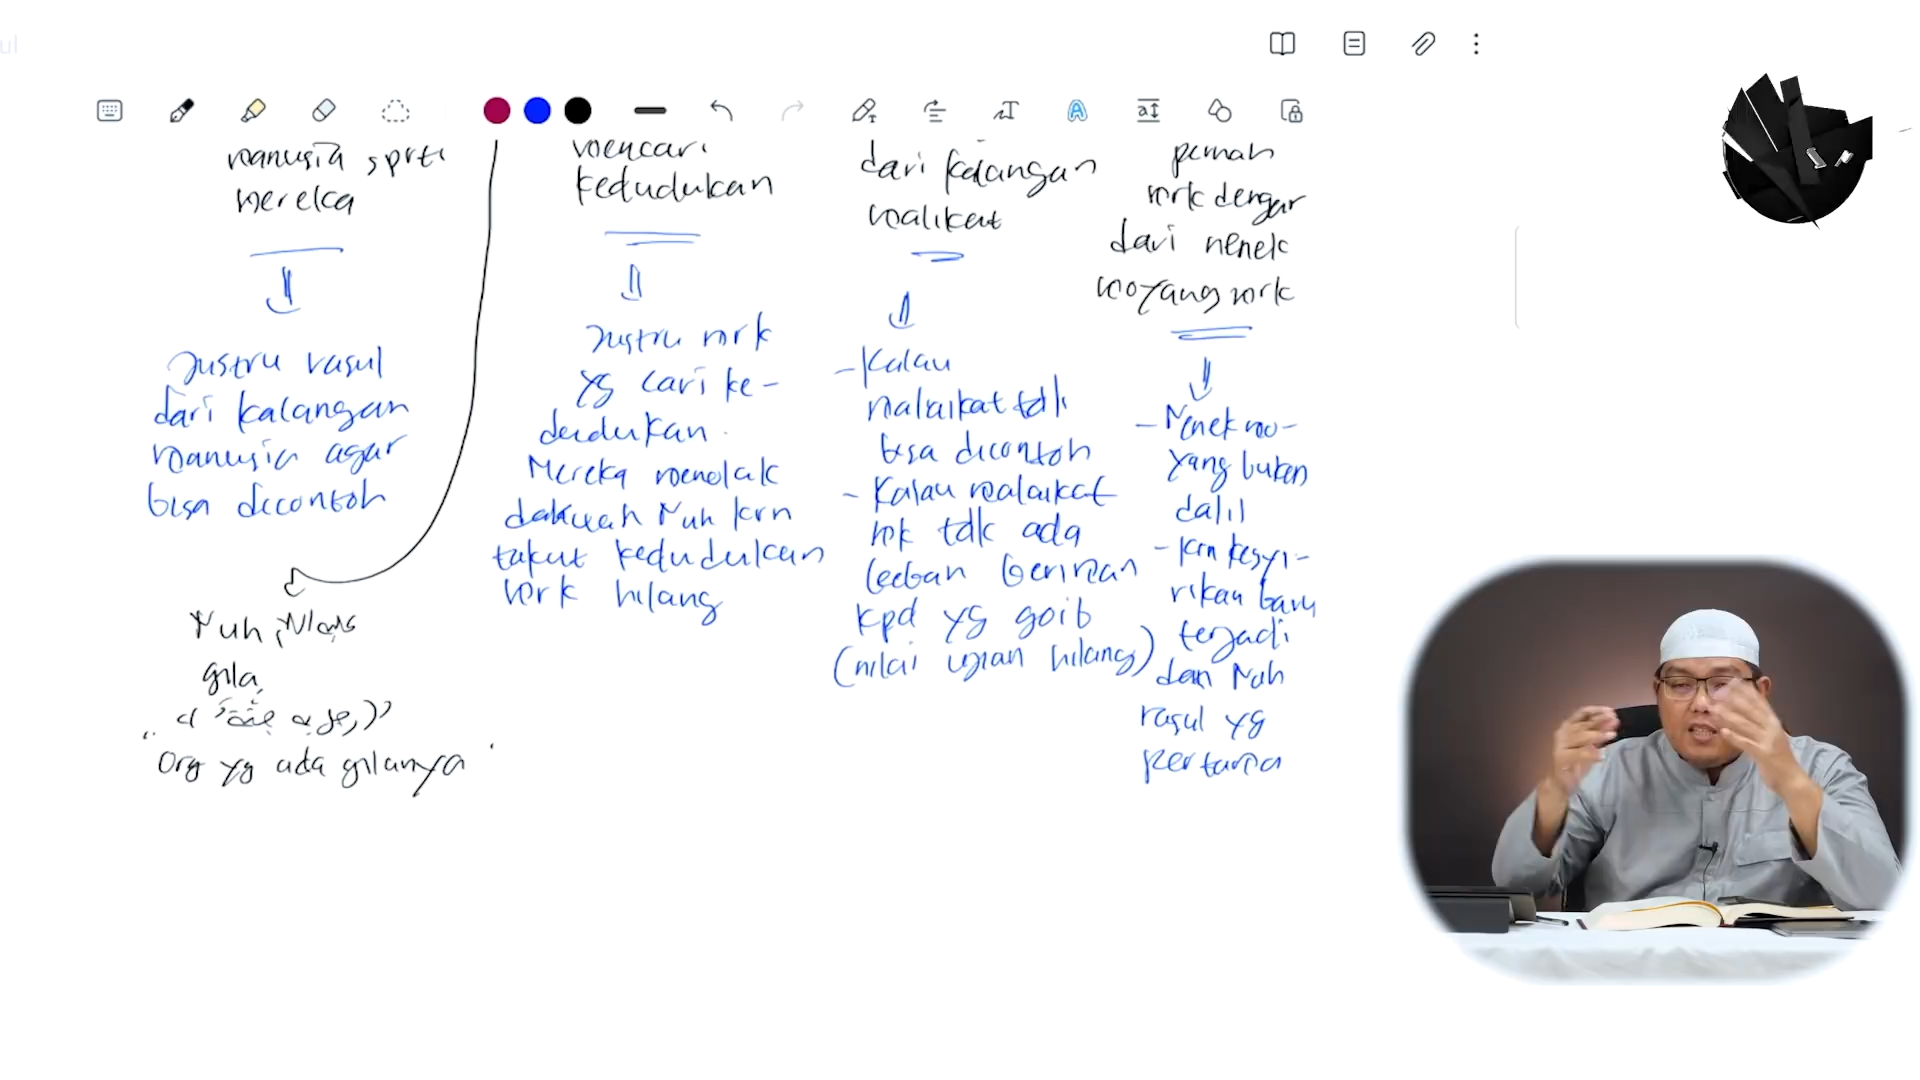 ul
manusia sprti
mereka
Justru rasul
dari kalangan
manusia agar
bisa dicontoh
Nuh
gila,
"Org yg ada gilanya"
mencari
kedudukan
Justru mrk
yg cari ke-
dudukan.
Mereka menolak
dakwah Nuh krn
takut kedudukan
mrk hilang
dari kalangan
malikat
- Kalau
malaikat tdk
bisa dicontoh
- Kalau malaikat
mk tdk ada
beban beriman
kpd yg goib
(nilai ujian hilang)
pernah
mrk dengar
dari nenek
moyang mrk
- Nenek mo-
yang bukan
dalil
- krn kesyi-
rikan baru
terjadi
dan Nuh
rasul yg
pertama